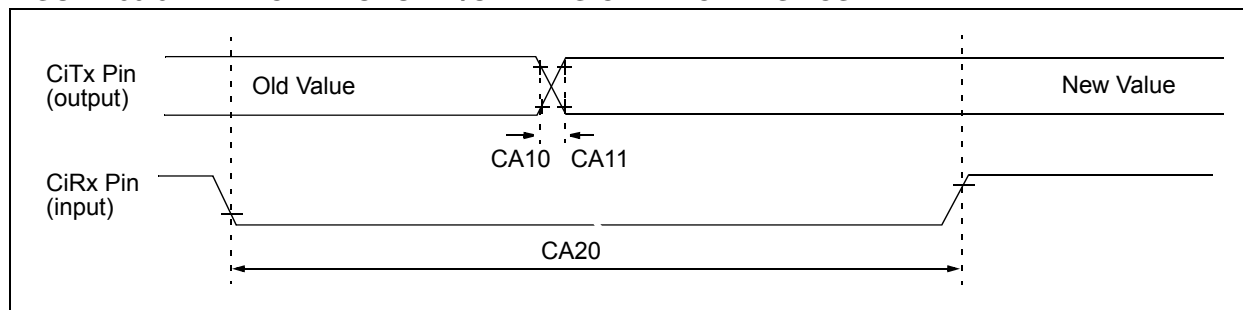 CiTx Pin
(output)
Old Value
New Value
CA10 CA11
CiRx Pin
(input)
CA20